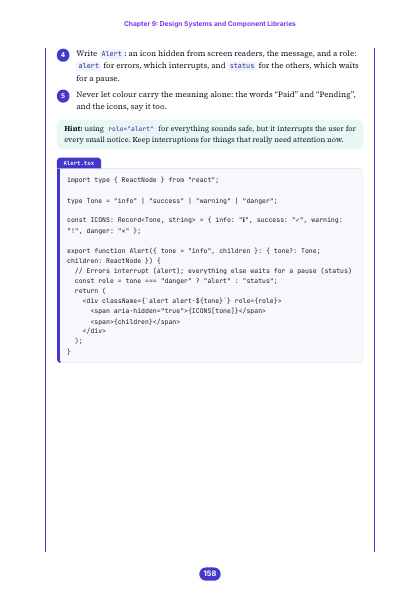 Chapter 9: Design Systems and Component Libraries
4 Write Alert: an icon hidden from screen readers, the message, and a role:
alert for errors, which interrupts, and status for the others, which waits
for a pause.
5 Never let colour carry the meaning alone: the words “Paid” and “Pending”,
and the icons, say it too.
Hint: using role="alert" for everything sounds safe, but it interrupts the user for
every small notice. Keep interruptions for things that really need attention now.
Alert.tsx
import type { ReactNode } from "react";
type Tone = "info" | "success" | "warning" | "danger";
const ICONS: Record<Tone, string> = { info: "ℹ", success: "✓", warning:
"!", danger: "×" };
export function Alert({ tone = "info", children }: { tone?: Tone;
children: ReactNode }) {
// Errors interrupt (alert); everything else waits for a pause (status)
const role = tone === "danger" ? "alert" : "status";
return (
<div className={`alert alert-${tone}`} role={role}>
<span aria-hidden="true">{ICONS[tone]}</span>
<span>{children}</span>
</div>
);
}
158